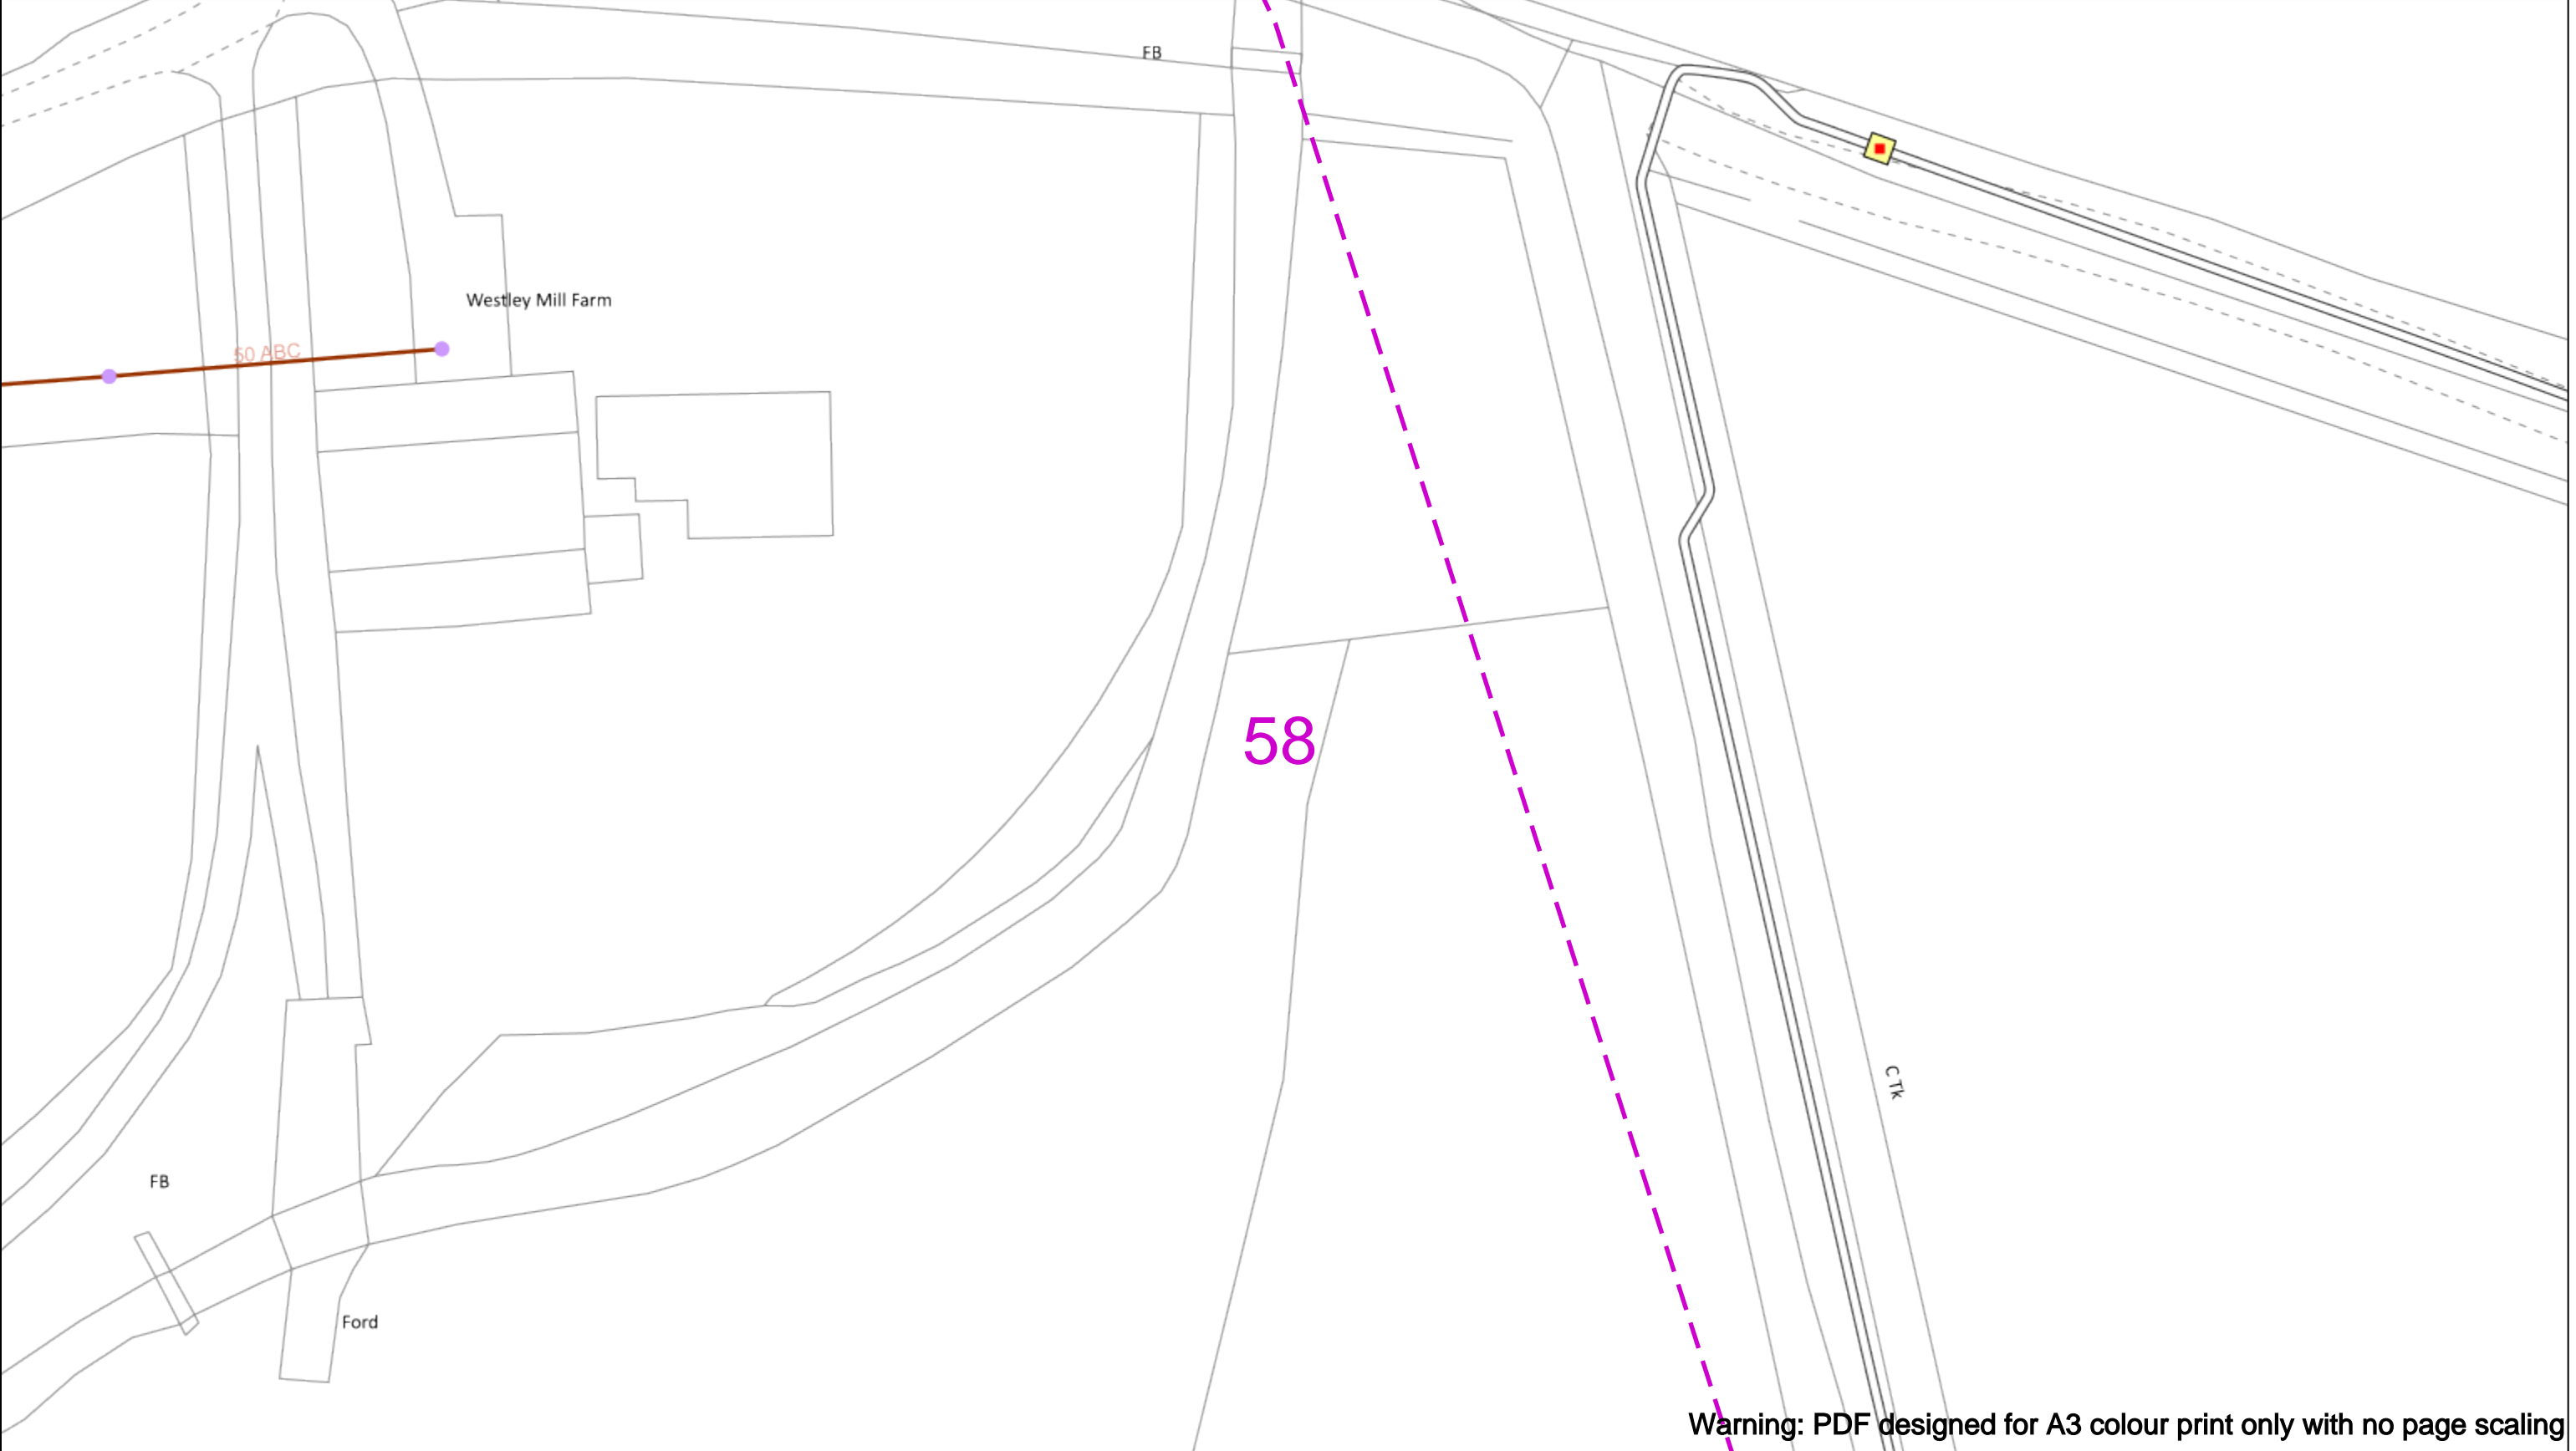 FB
Westley Mill Farm
50 ABC
58
C Tk
FB
Ford
Warning: PDF designed for A3 colour print only with no page scaling